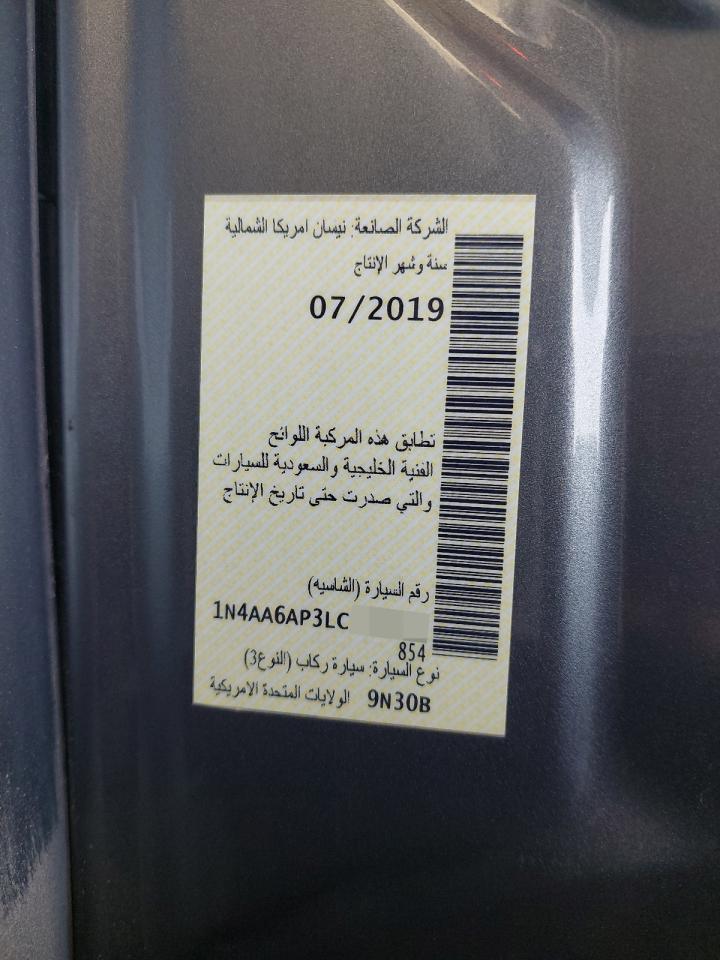 الشركة الصانعة: نيسان امريكا الشمالية
سنة وشهر الإنتاج
07/2019
تطابق هذه المركبة اللوائح
الفنية الخليجية والسعودية للسيارات
والتي صدرت حتى تاريخ الإنتاج
رقم السيارة (الشاسيه)
1N4AA6AP3LC
854
نوع السيارة: سيارة ركاب (النوع3)
9N30B الولايات المتحدة الامريكية